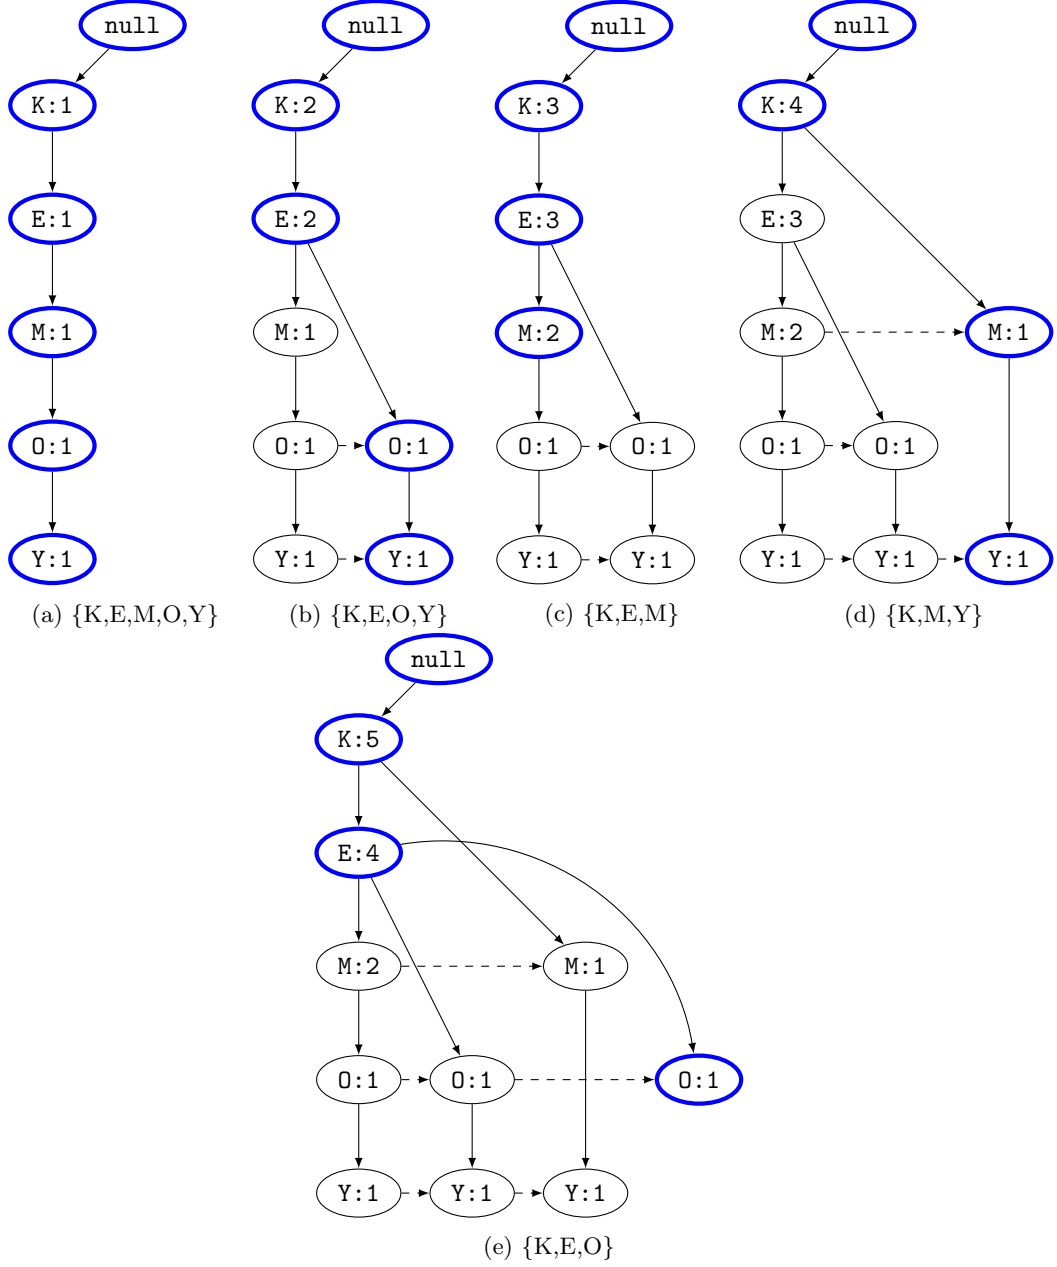 null null null null
K:1 K:2 K:3 K:4
E:1 E:2 E:3 E:3
M:1 M:1 M:2 M:2 M:1
O:1 O:1 O:1 O:1 O:1 O:1 O:1
Y:1 Y:1 Y:1 Y:1 Y:1 Y:1 Y:1 Y:1
(a) {K,E,M,O,Y} (b) {K,E,O,Y} (c) {K,E,M} (d) {K,M,Y}
null
K:5
E:4
M:2 M:1
O:1 O:1 O:1
Y:1 Y:1 Y:1
(e) {K,E,O}